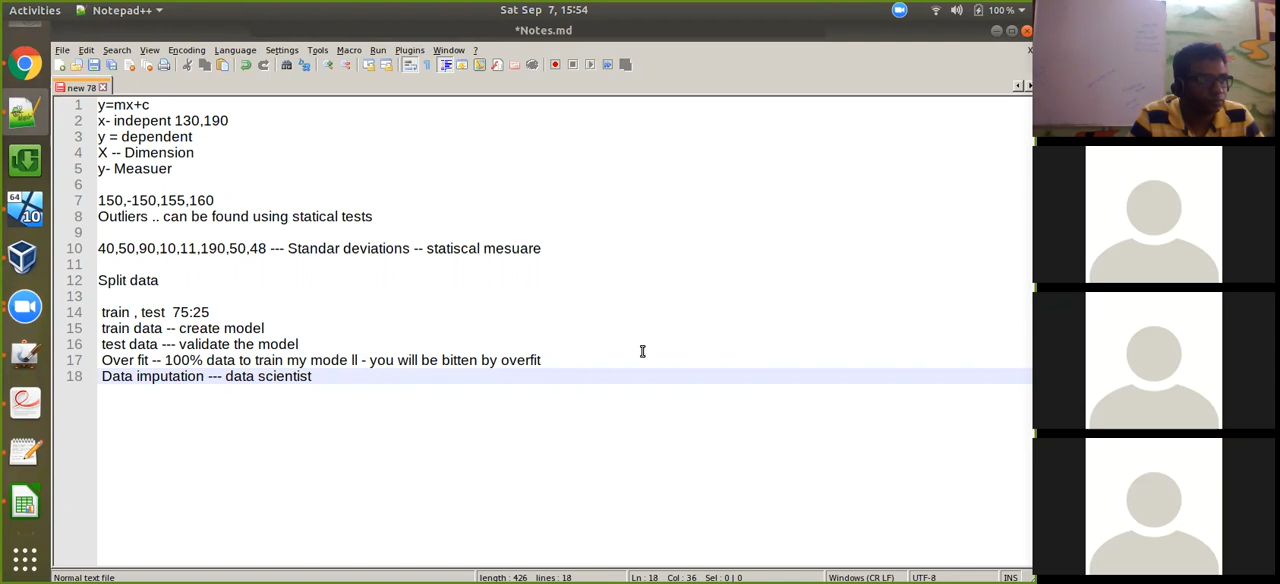 Activities Notepad++ Sat Sep 7, 15:54 100 %
*Notes.md
File Edit Search View Encoding Language Settings Tools Macro Run Plugins Window ?
new 78
1 y=mx+c
2 x- indepent 130,190
3 y = dependent
4 X -- Dimension
5 y- Measuer
6
7 150,-150,155,160
8 Outliers .. can be found using statical tests
9
10 40,50,90,10,11,190,50,48 --- Standar deviations -- statiscal mesuare
11
12 Split data
13
14 train , test 75:25
15 train data -- create model
16 test data --- validate the model
17 Over fit -- 100% data to train my mode ll - you will be bitten by overfit
18 Data imputation --- data scientist
Normal text file length : 426 lines : 18 Ln : 18 Col : 36 Sel : 0 | 0 Windows (CR LF) UTF-8 INS
64
10